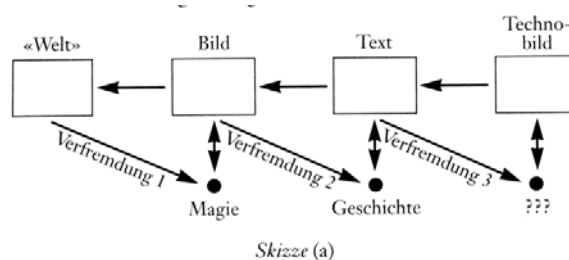 «Welt»
Bild
Text
Techno-
bild
Verfremdung 1
Verfremdung 2
Verfremdung 3
Magie
Geschichte
???
Skizze (a)